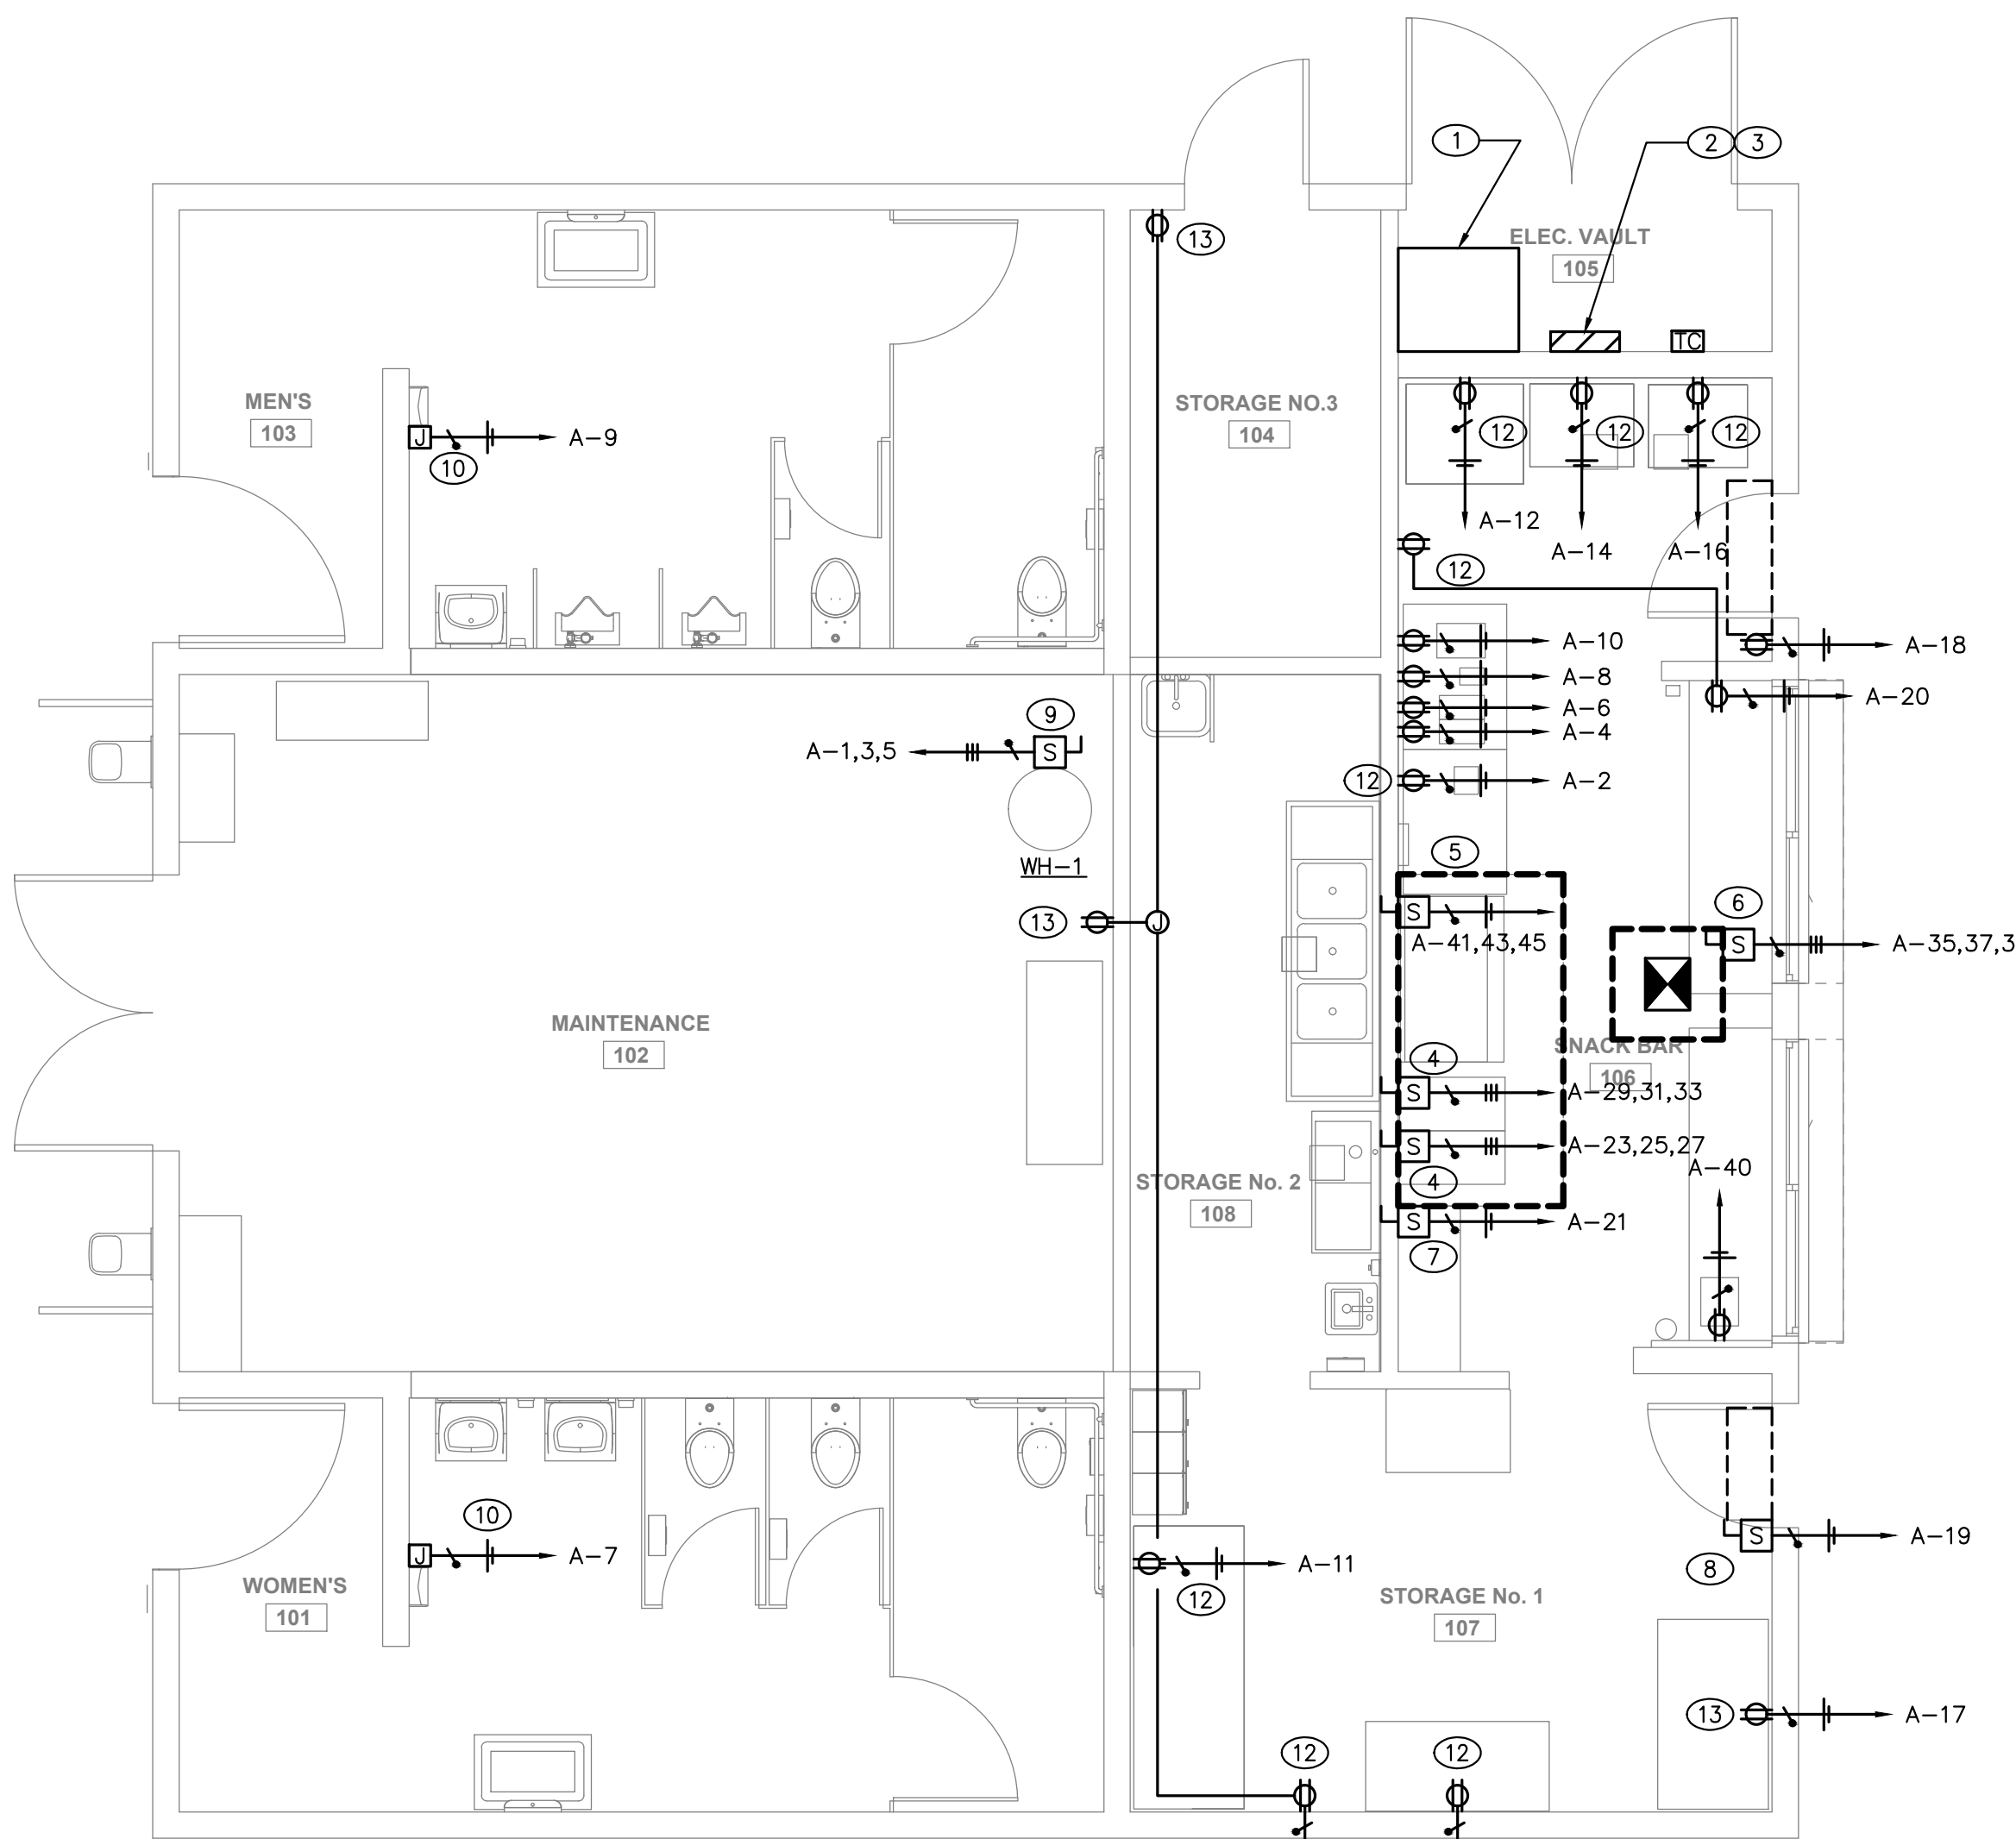 1
2
3
ELEC. VAULT
105
13
TC
MEN'S
103
J
A-9
10
STORAGE NO.3
104
12
12
12
A-12
A-14
A-16
12
A-10
A-18
A-8
A-20
A-6
A-4
12
A-2
9
A-1,3,5
S
WH-1
5
13
J
S
A-41,43,45
6
S
A-35,37,3
MAINTENANCE
102
SNACK BAR
106
4
S
A-29,31,33
S
A-23,25,27
4
A-40
STORAGE No. 2
108
S
A-21
7
10
J
A-7
WOMEN'S
101
A-11
12
STORAGE No. 1
107
S
A-19
8
13
A-17
12
12